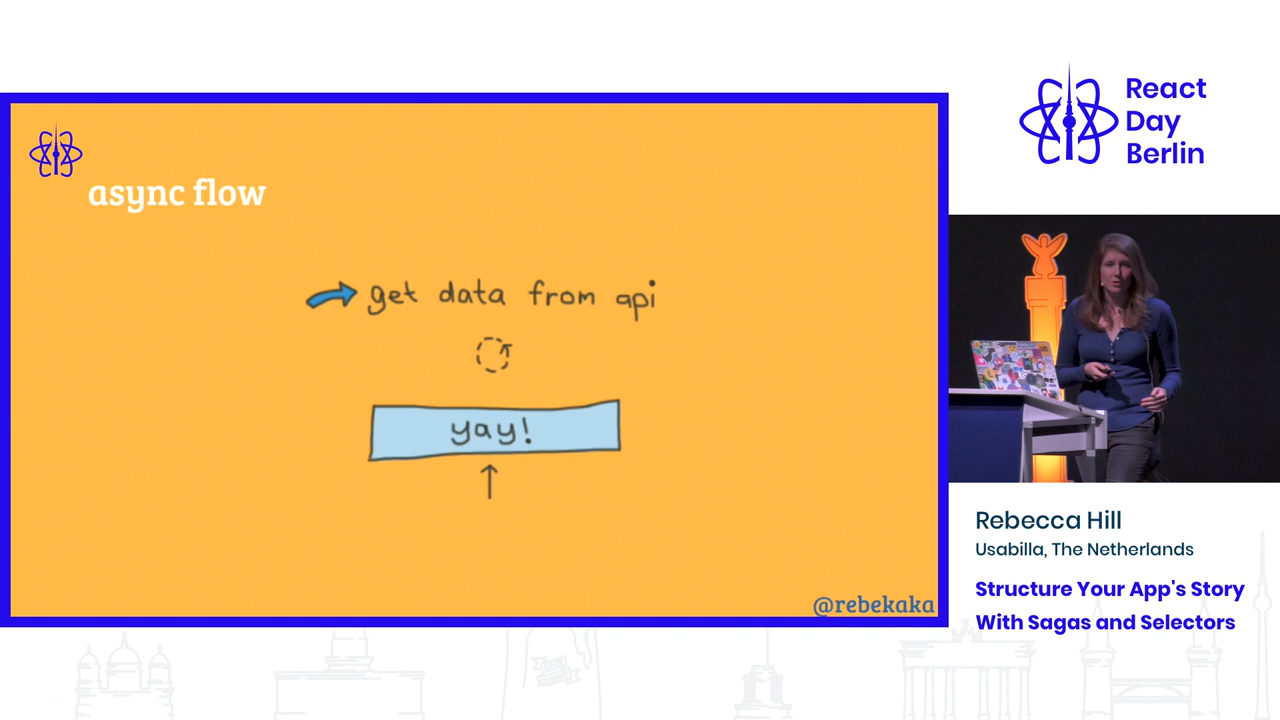 async flow
get data from api
yay!
@rebekaka
React
Day
Berlin
Rebecca Hill
Usabilla, The Netherlands
Structure Your App's Story
With Sagas and Selectors